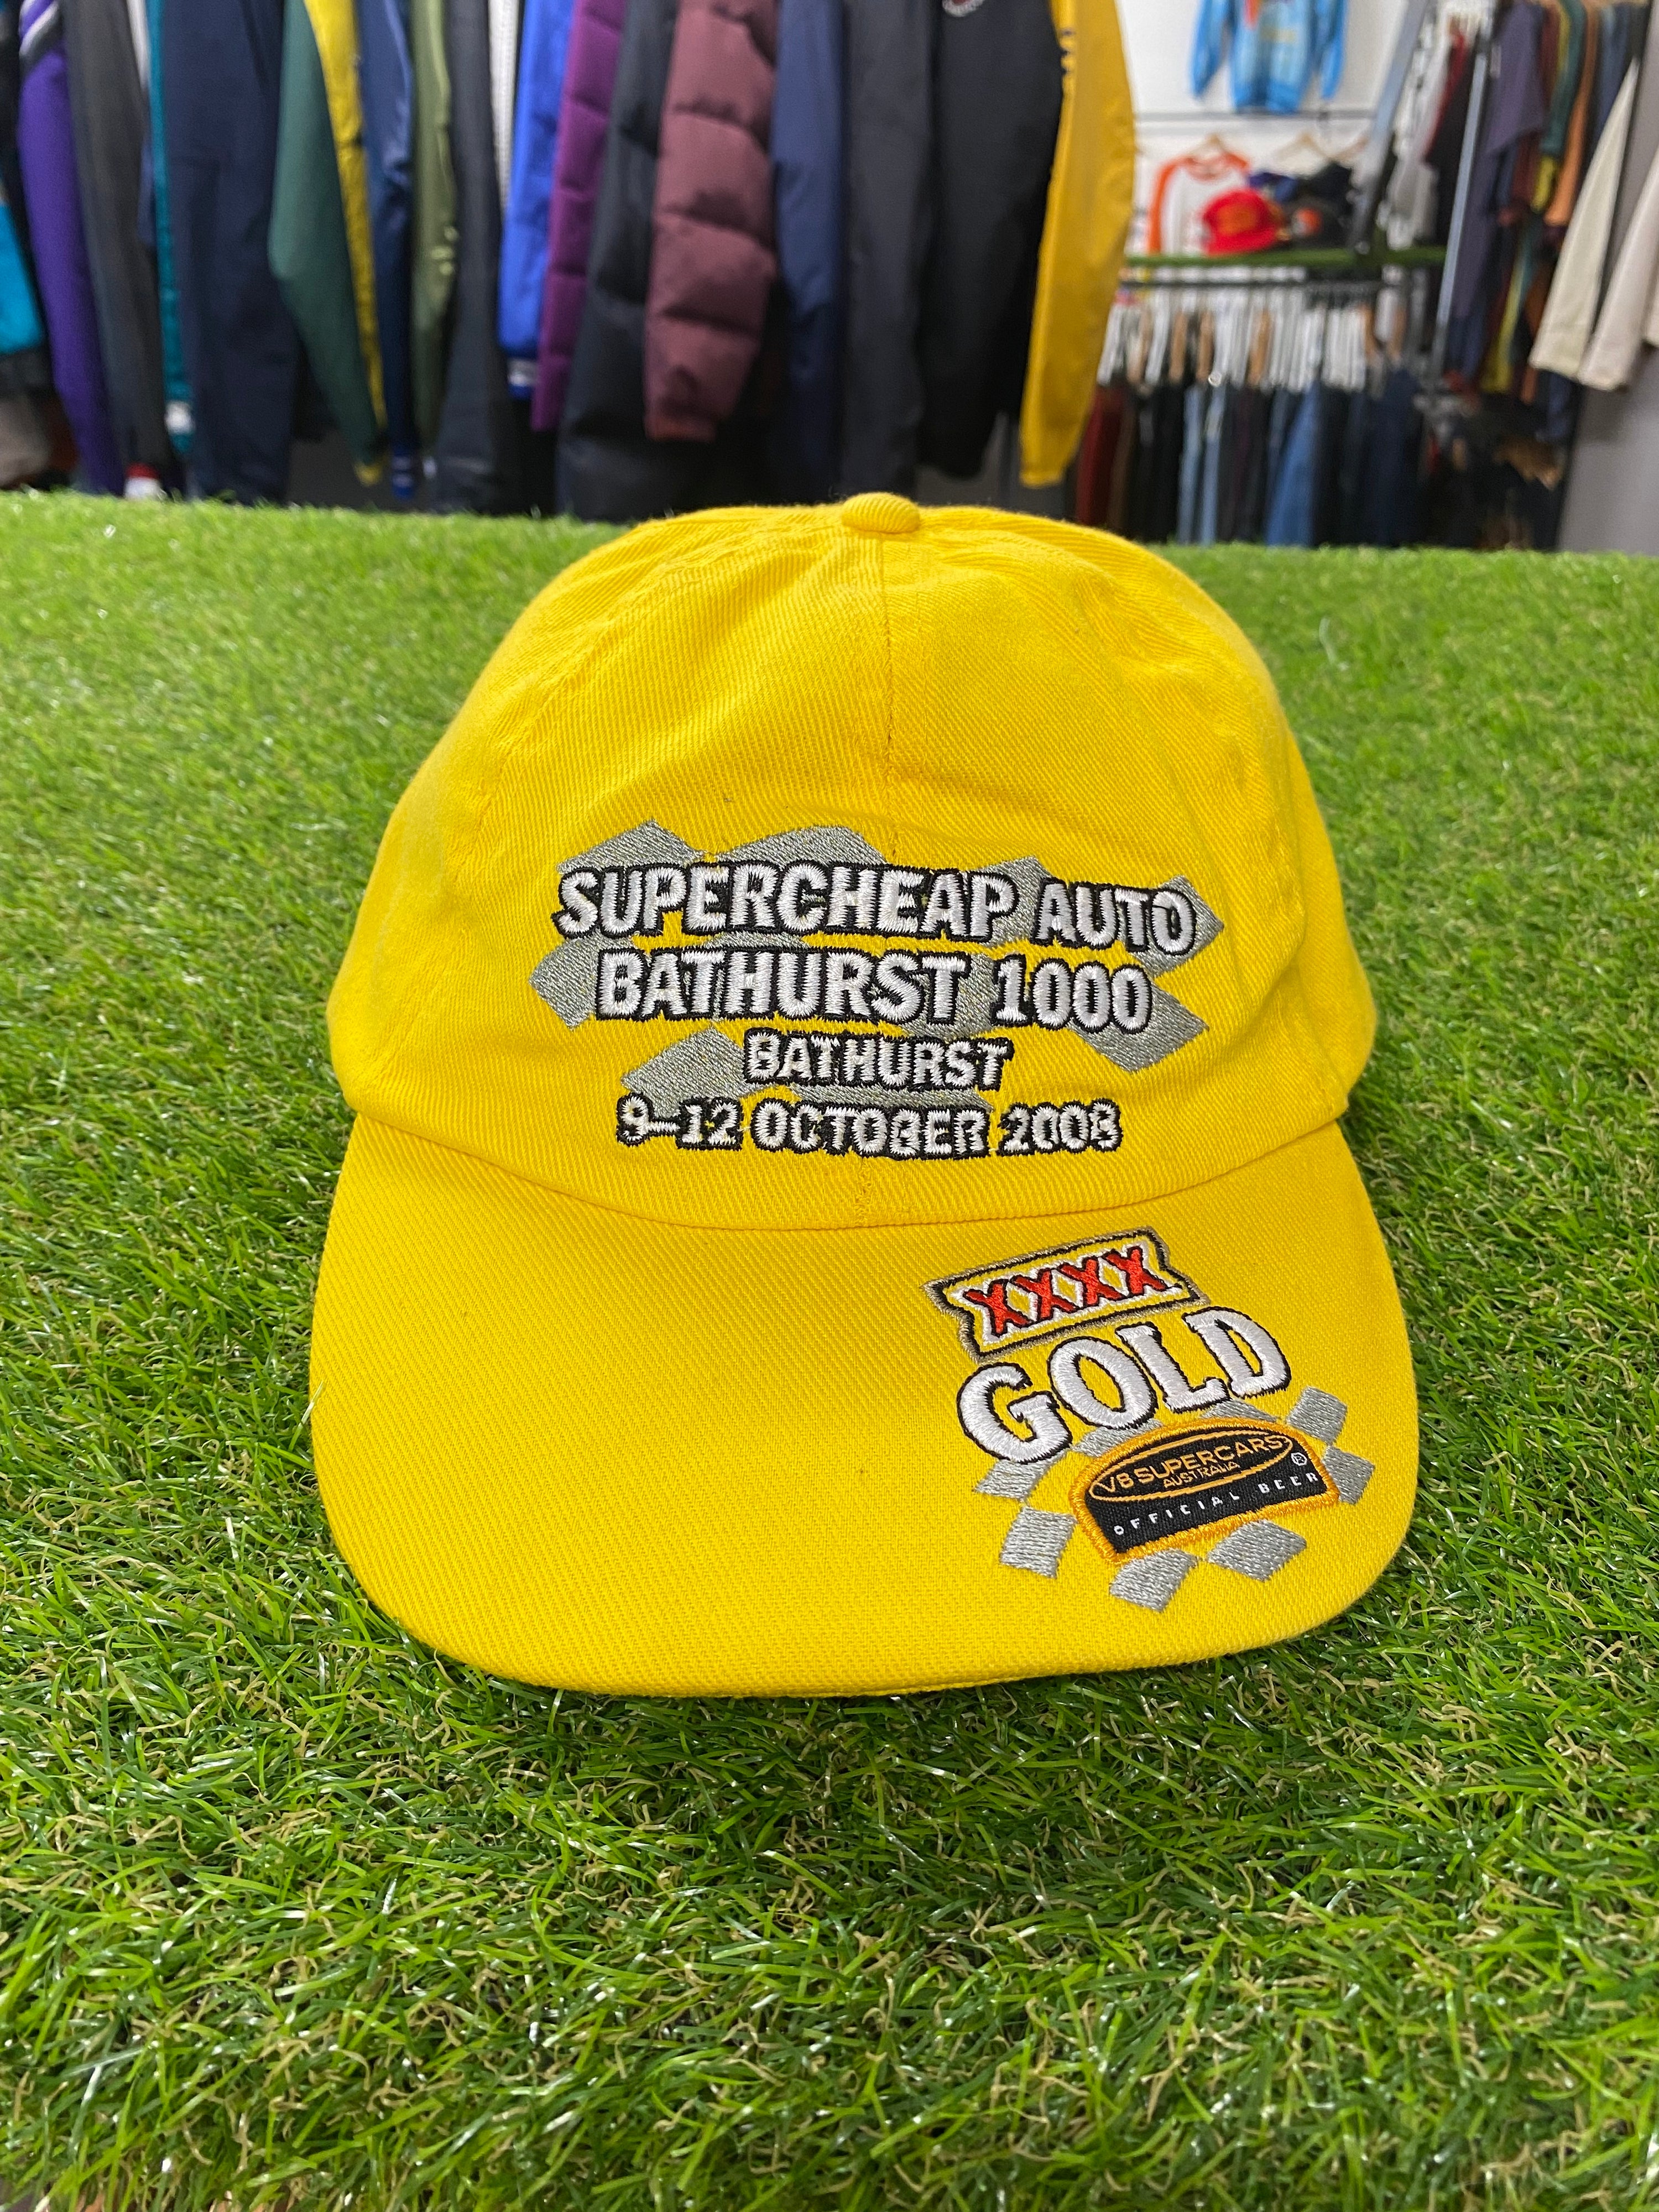 SUPERCHEAP AUTO
BATHURST 1000
BATHURST
9–12 OCTOBER 2008
XXXX
GOLD
V8 SUPERCARS
AUSTRALIA
®
OFFICIAL BEER